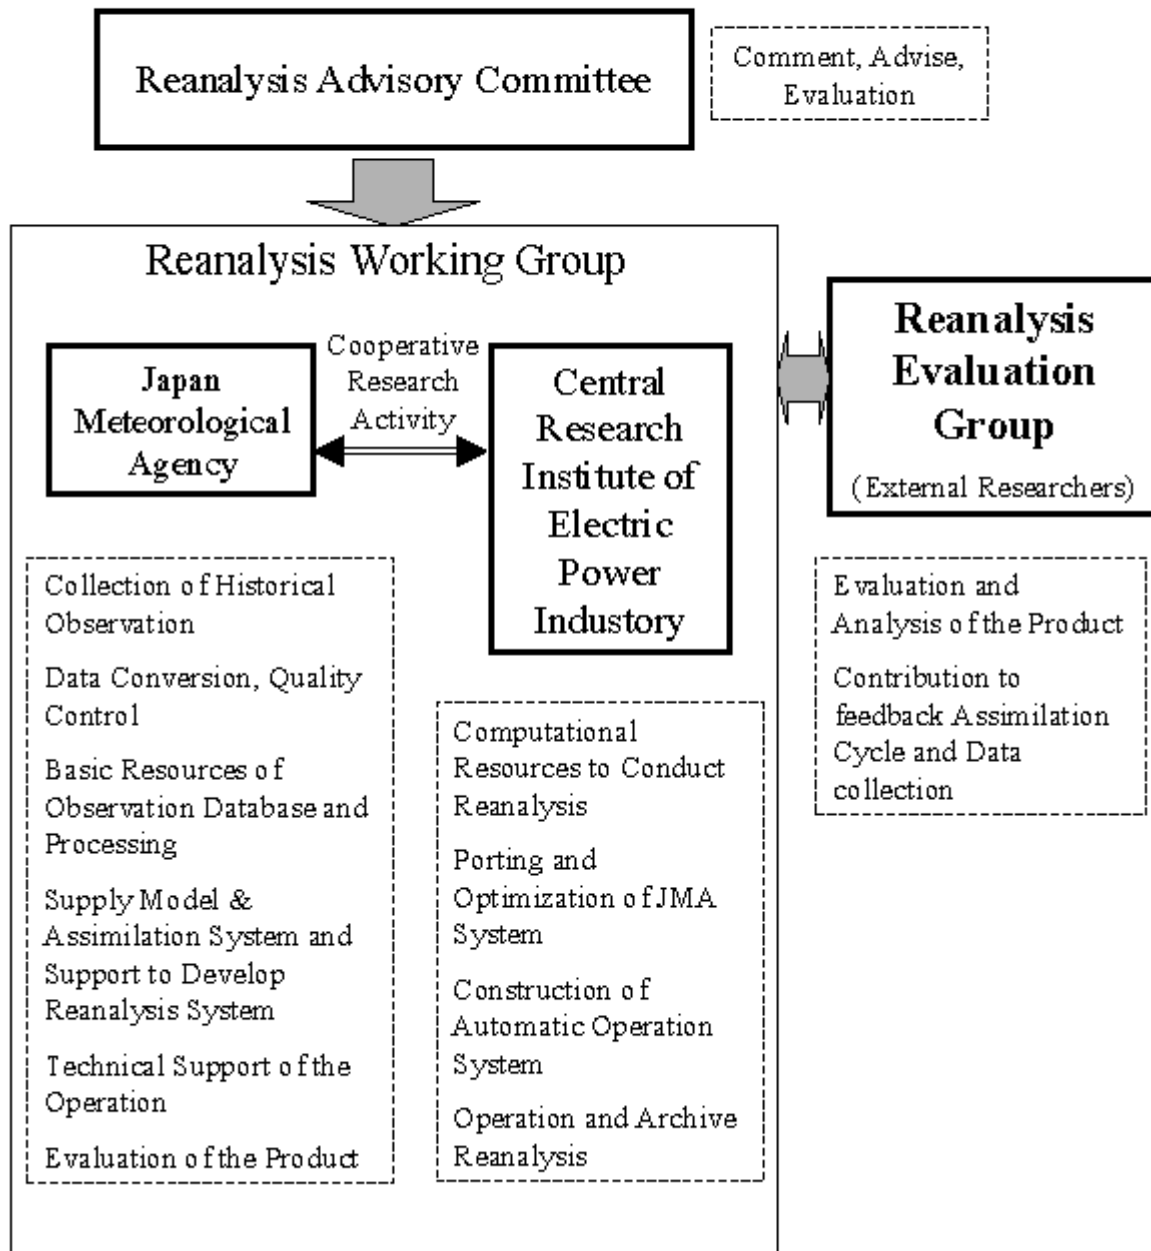 Reanalysis Advisory Committee
Comment, Advise,
Evaluation
Reanalysis Working Group
Japan
Meteorological
Agency
Cooperative
Research
Activity
Central
Research
Institute of
Electric
Power
Industory
Reanalysis
Evaluation
Group
(External Researchers)
Collection of Historical
Observation
Data Conversion, Quality
Control
Basic Resources of
Observation Database and
Processing
Supply Model &
Assimilation System and
Support to Develop
Reanalysis System
Technical Support of the
Operation
Evaluation of the Product
Computational
Resources to Conduct
Reanalysis
Porting and
Optimization of JMA
System
Construction of
Automatic Operation
System
Operation and Archive
Reanalysis
Evaluation and
Analysis of the Product
Contribution to
feedback Assimilation
Cycle and Data
collection